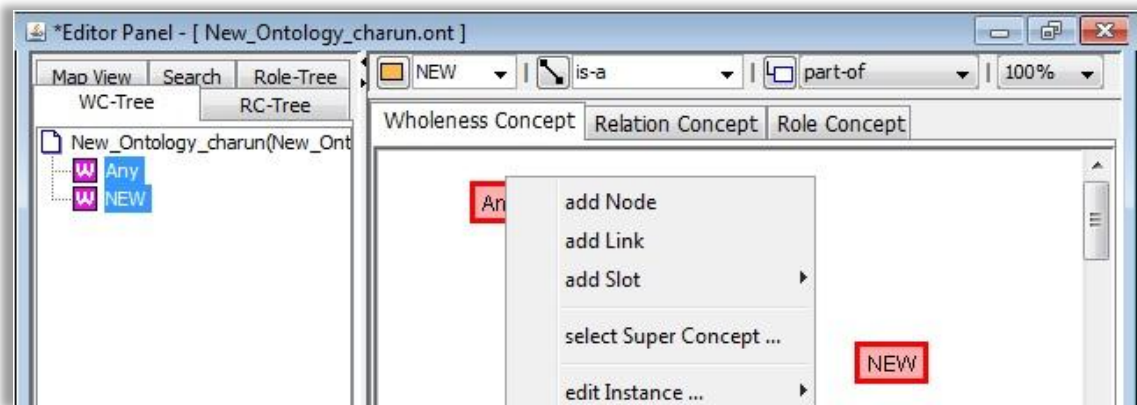 *Editor Panel - [ New_Ontology_charun.ont ]
Map View Search Role-Tree
WC-Tree RC-Tree
New_Ontology_charun(New_Ont
Any
NEW
NEW is-a part-of 100%
Wholeness Concept Relation Concept Role Concept
An
add Node
add Link
add Slot
select Super Concept ...
NEW
edit Instance ...